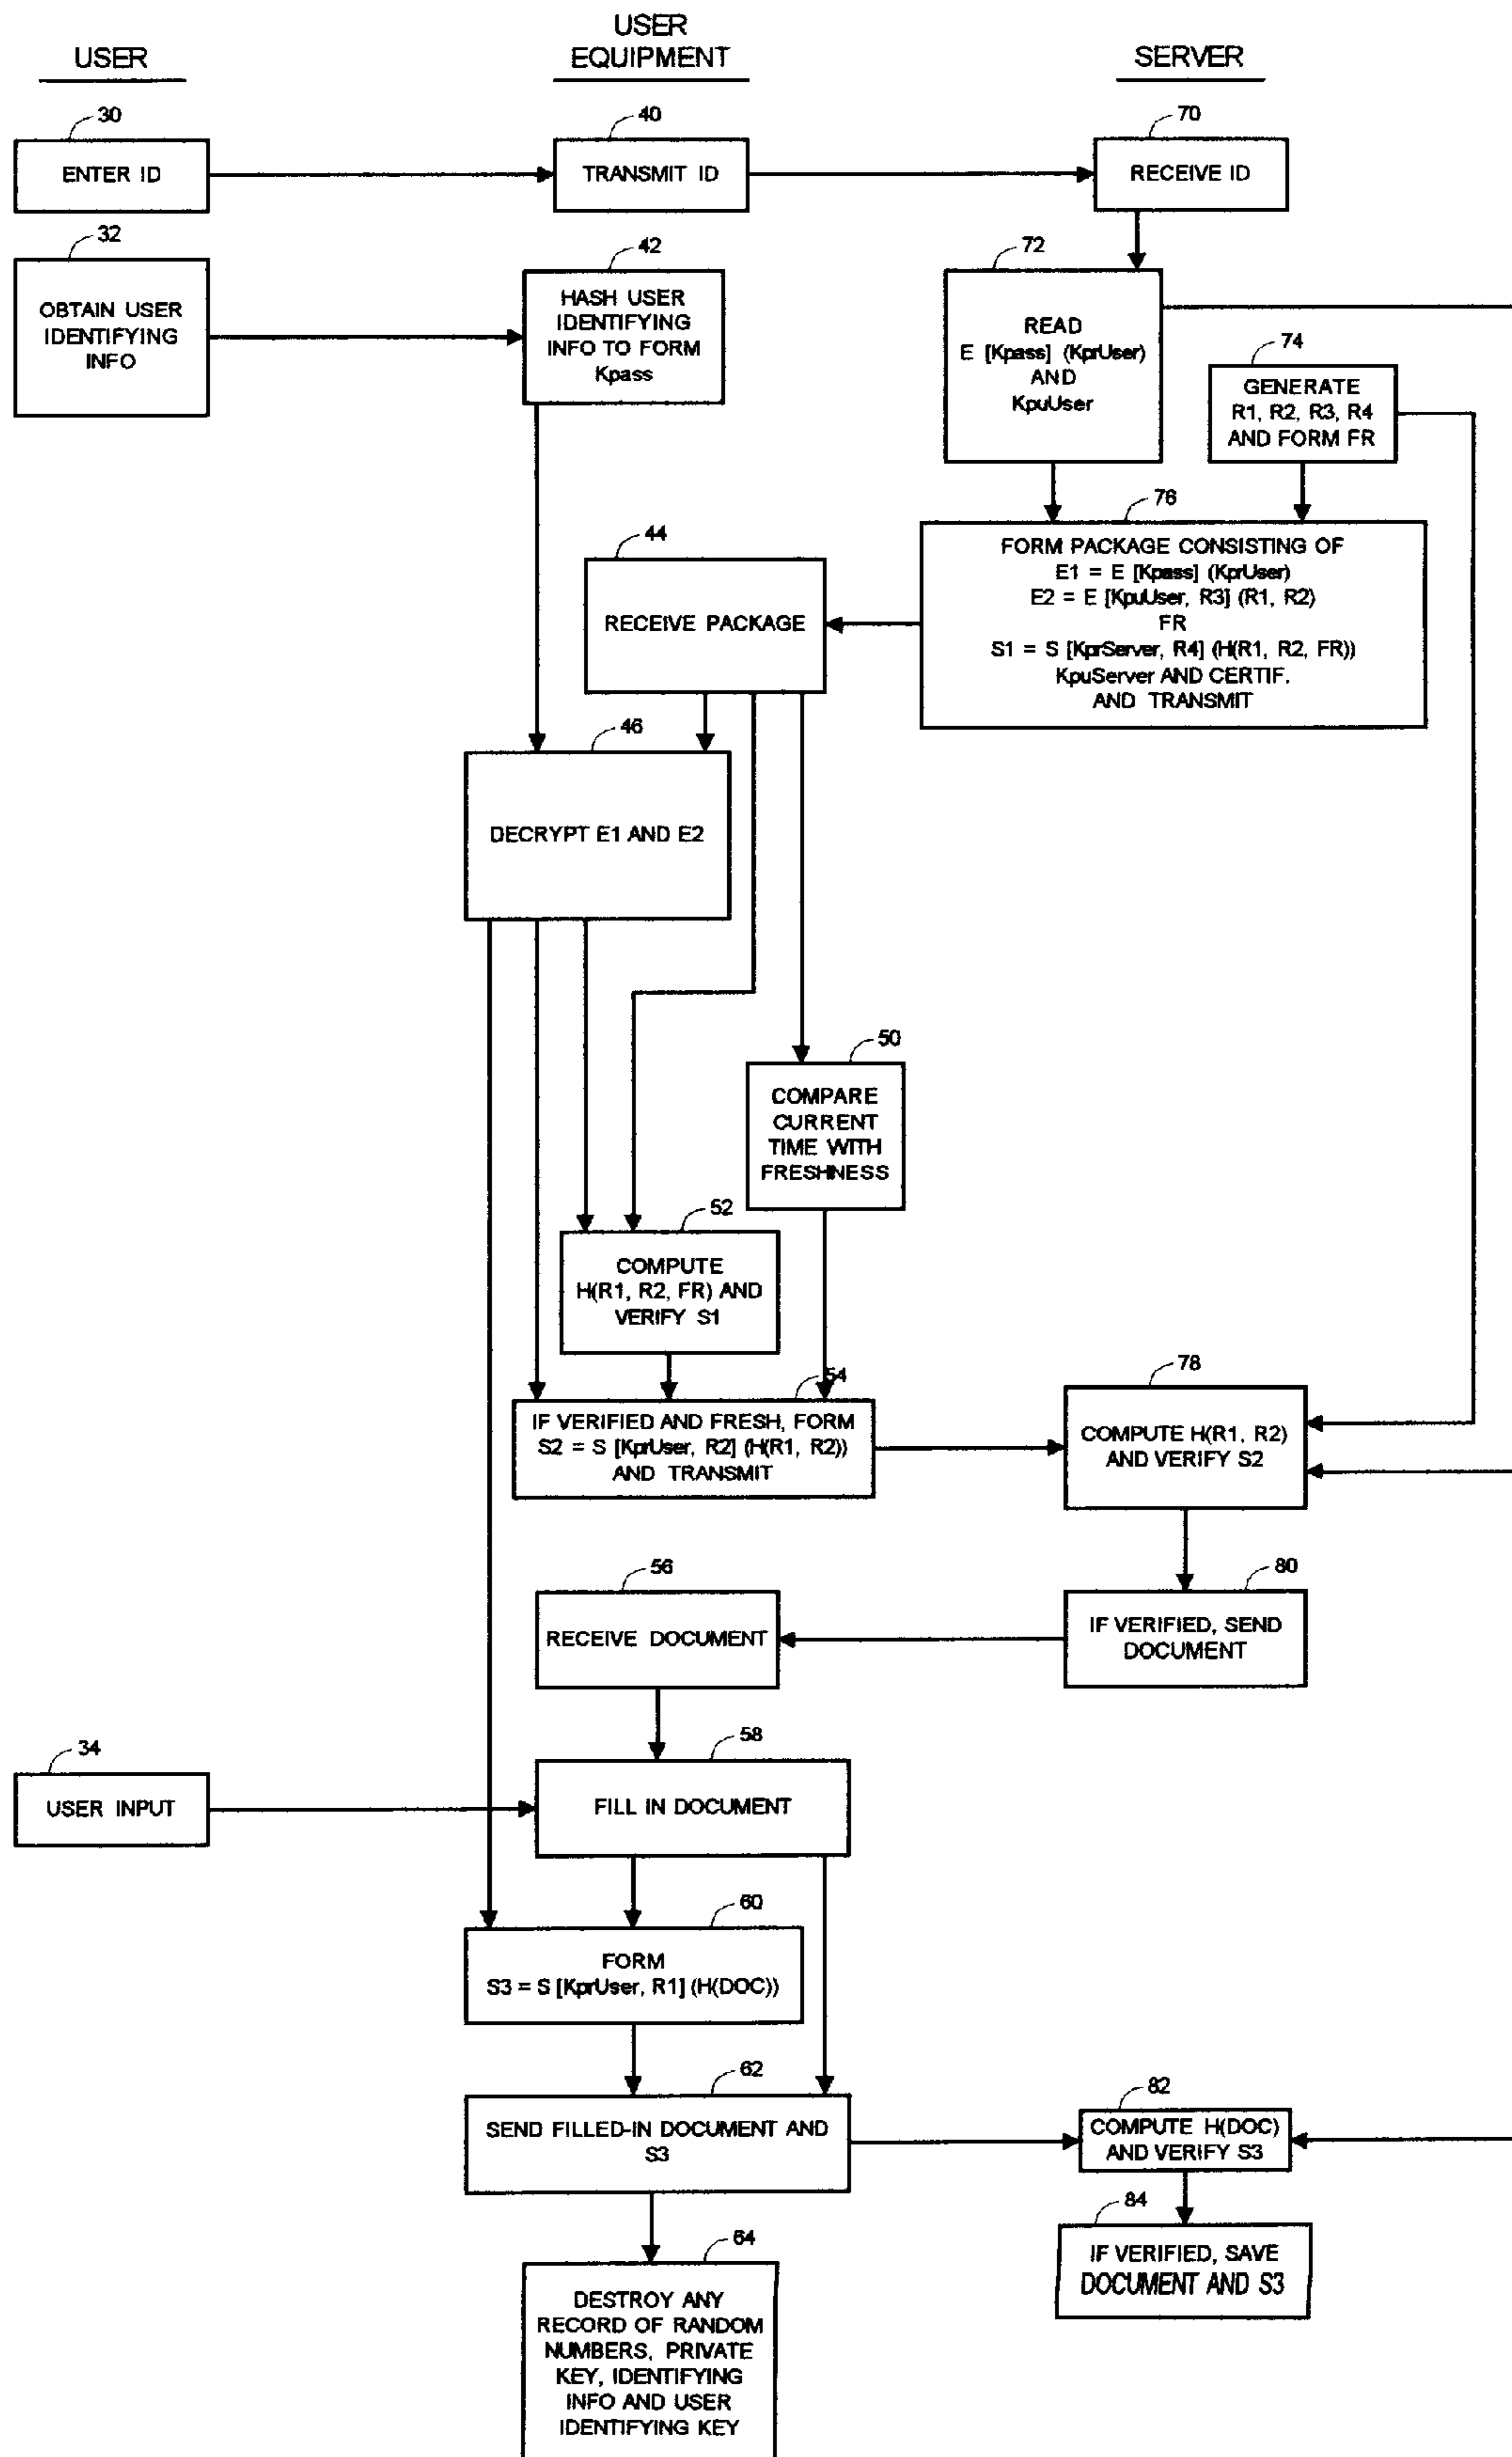 USER
USER
EQUIPMENT
SERVER
30
ENTER ID
40
TRANSMIT ID
70
RECEIVE ID
32
OBTAIN USER
IDENTIFYING
INFO
42
HASH USER
IDENTIFYING
INFO TO FORM
Kpass
72
READ
E [Kpass] (KprUser)
AND
KpuUser
74
GENERATE
R1, R2, R3, R4
AND FORM FR
76
FORM PACKAGE CONSISTING OF
E1 = E [Kpass] (KprUser)
E2 = E [KpuUser, R3] (R1, R2)
FR
S1 = S [KprServer, R4] (H(R1, R2, FR))
KpuServer AND CERTIF.
AND TRANSMIT
44
RECEIVE PACKAGE
46
DECRYPT E1 AND E2
50
COMPARE
CURRENT
TIME WITH
FRESHNESS
52
COMPUTE
H(R1, R2, FR) AND
VERIFY S1
54
IF VERIFIED AND FRESH, FORM
S2 = S [KprUser, R2] (H(R1, R2))
AND TRANSMIT
78
COMPUTE H(R1, R2)
AND VERIFY S2
80
IF VERIFIED, SEND
DOCUMENT
56
RECEIVE DOCUMENT
34
USER INPUT
58
FILL IN DOCUMENT
60
FORM
S3 = S [KprUser, R1] (H(DOC))
62
SEND FILLED-IN DOCUMENT AND
S3
82
COMPUTE H(DOC)
AND VERIFY S3
84
IF VERIFIED, SAVE
DOCUMENT AND S3
64
DESTROY ANY
RECORD OF RANDOM
NUMBERS, PRIVATE
KEY, IDENTIFYING
INFO AND USER
IDENTIFYING KEY